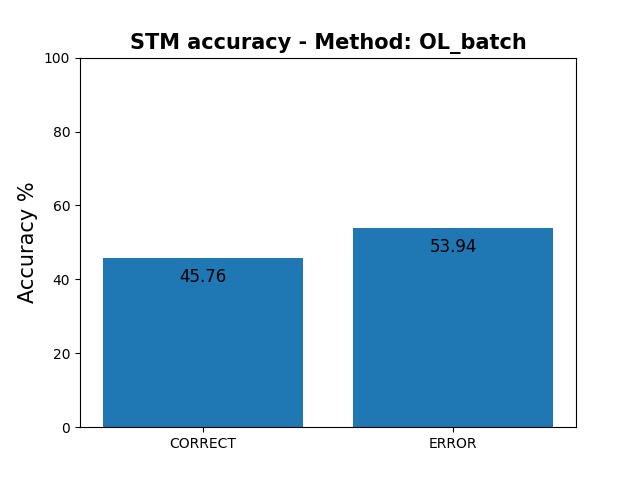 STM accuracy - Method: OL_batch
100
80
60
40
20
0
Accuracy %
45.76
53.94
CORRECT
ERROR